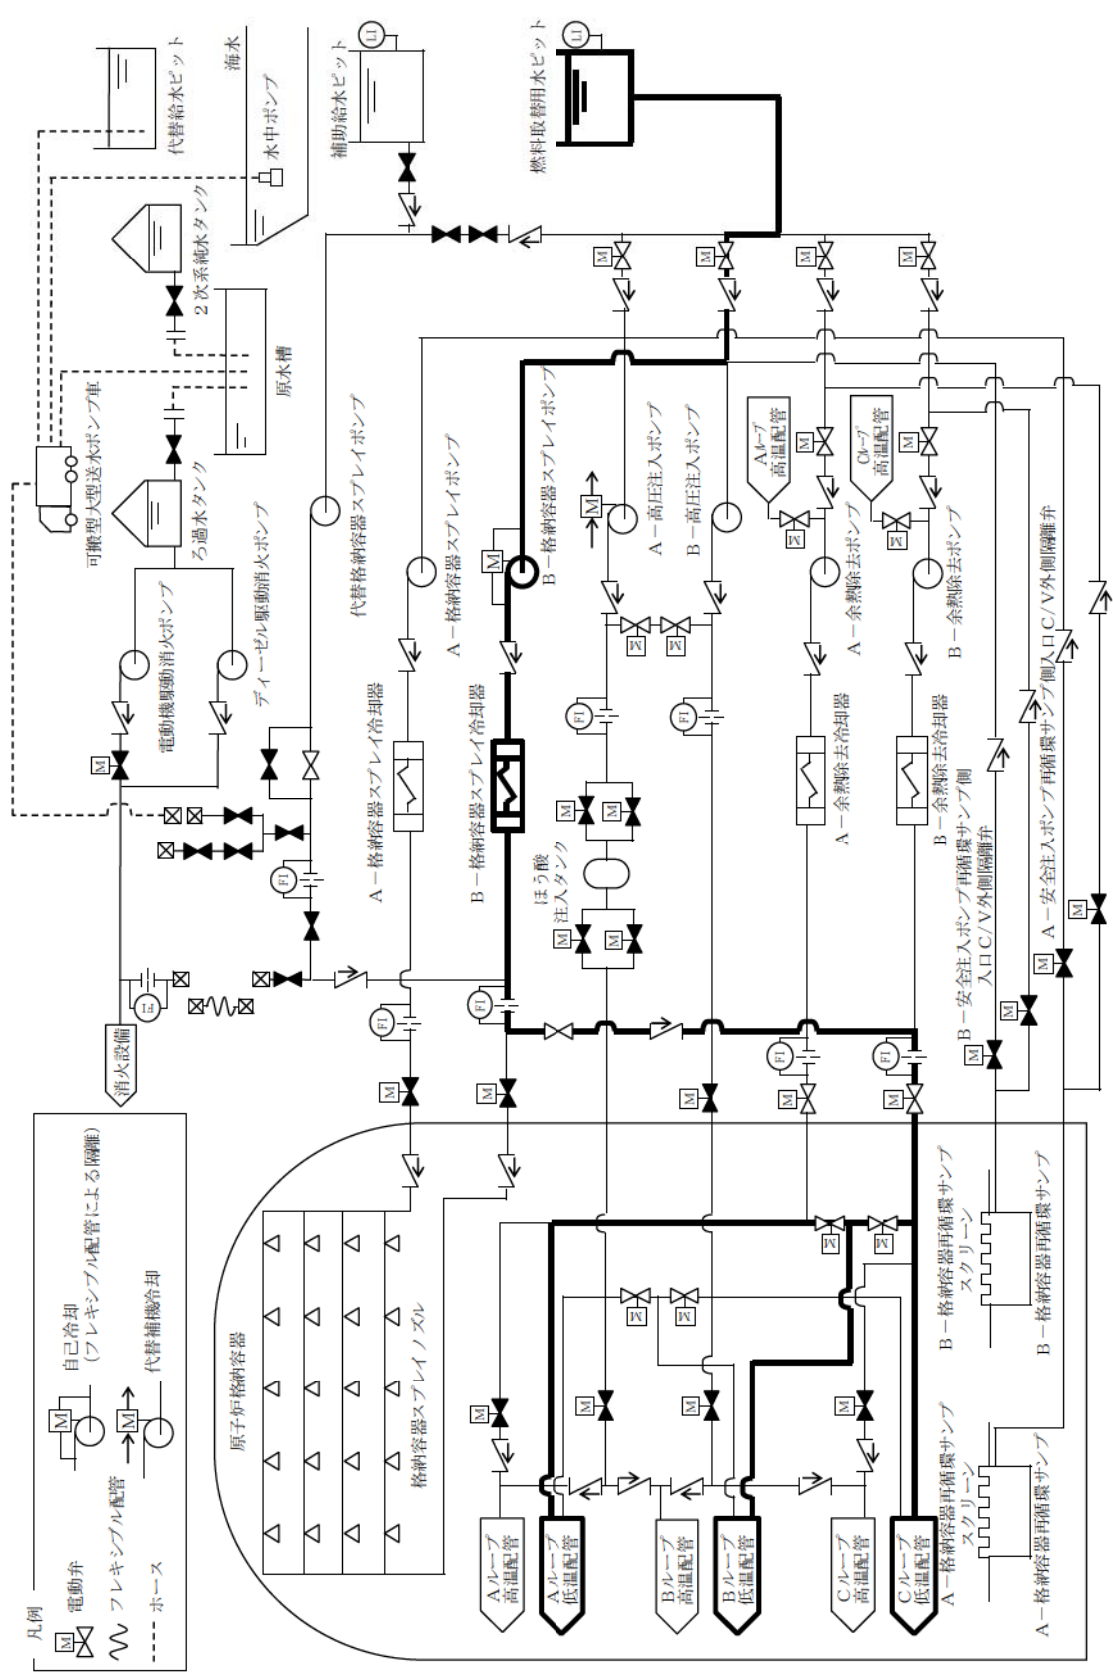 凡例
電動弁
フレキシブル配管
ホース
自己冷却
(フレキシブル配管による隔離)
代替補機冷却
M
M
M
消火設備
FI
M
電動機駆動消火ポンプ
ディーゼル駆動消火ポンプ
ろ過水タンク
可搬型大型送水ポンプ車
原水槽
2次系純水タンク
代替給水ピット
海水
水中ポンプ
補助給水ピット
LI
燃料取替用水ピット
LI
FI
代替格納容器スプレイポンプ
原子炉格納容器
格納容器スプレイノズル
M
FI
A-格納容器スプレイ冷却器
A-格納容器スプレイポンプ
M
FI
B-格納容器スプレイ冷却器
M
B-格納容器スプレイポンプ
ほう酸
注入タンク
M
M
M
M
FI
FI
M
M
M
A-高圧注入ポンプ
B-高圧注入ポンプ
M
M
M
M
Aループ
高温配管
Cループ
高温配管
M
M
M
M
A-余熱除去ポンプ
B-余熱除去ポンプ
A-余熱除去冷却器
B-余熱除去冷却器
M
FI
FI
M
M
B-安全注入ポンプ再循環サンプ側
入口C/V外側隔離弁
A-安全注入ポンプ再循環サンプ側入口C/V外側隔離弁
M
M
M
M
M
M
M
M
M
M
M
M
Aループ
高温配管
Aループ
低温配管
Bループ
高温配管
Bループ
低温配管
Cループ
高温配管
Cループ
低温配管
B-格納容器再循環サンプ
スクリーン
B-格納容器再循環サンプ
A-格納容器再循環サンプ
スクリーン
A-格納容器再循環サンプ